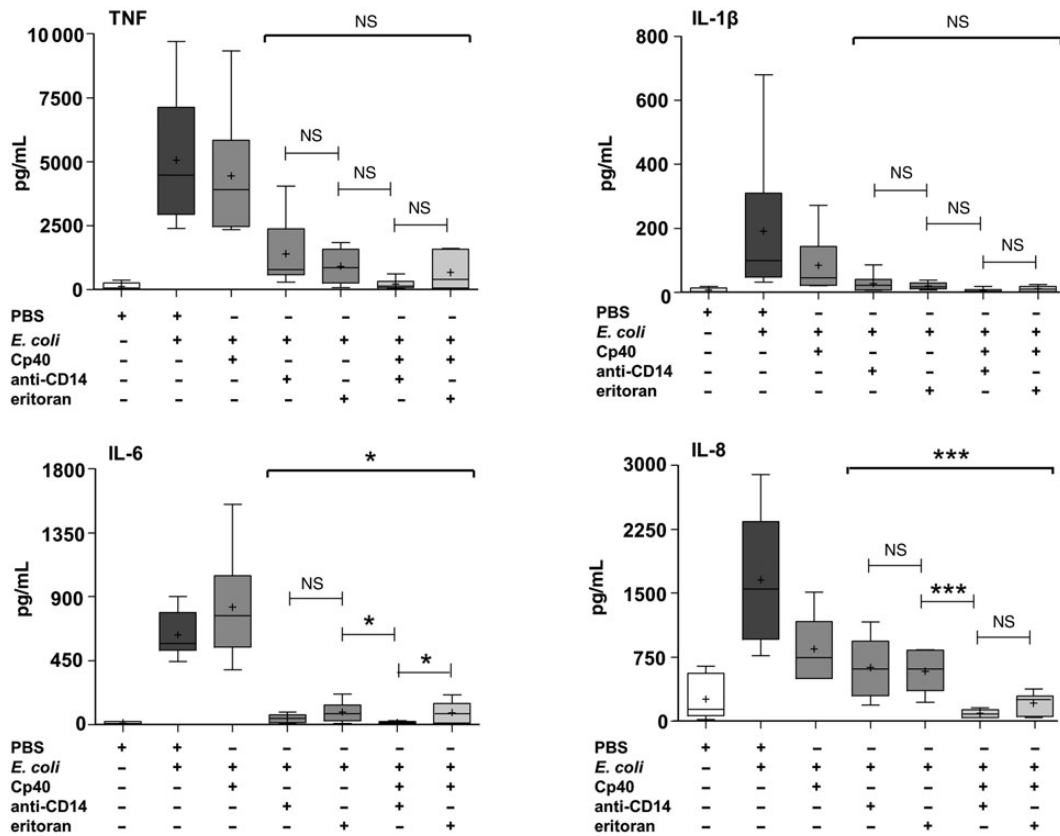 TNF
NS
10 000
7500
5000
2500
0
pg/mL
NS
NS
NS
PBS + + – – – – –
E. coli – + + + + + +
Cp40 – – + – – + +
anti-CD14 – – – + – + –
eritoran – – – – + – +
IL-1β
NS
800
600
400
200
0
pg/mL
NS
NS
NS
PBS + + – – – – –
E. coli – + + + + + +
Cp40 – – + – – + +
anti-CD14 – – – + – + –
eritoran – – – – + – +
IL-6
*
1800
1350
900
450
0
pg/mL
NS
*
*
PBS + + – – – – –
E. coli – + + + + + +
Cp40 – – + – – + +
anti-CD14 – – – + – + –
eritoran – – – – + – +
IL-8
***
3000
2250
1500
750
0
pg/mL
NS
***
NS
PBS + + – – – – –
E. coli – + + + + + +
Cp40 – – + – – + +
anti-CD14 – – – + – + –
eritoran – – – – + – +